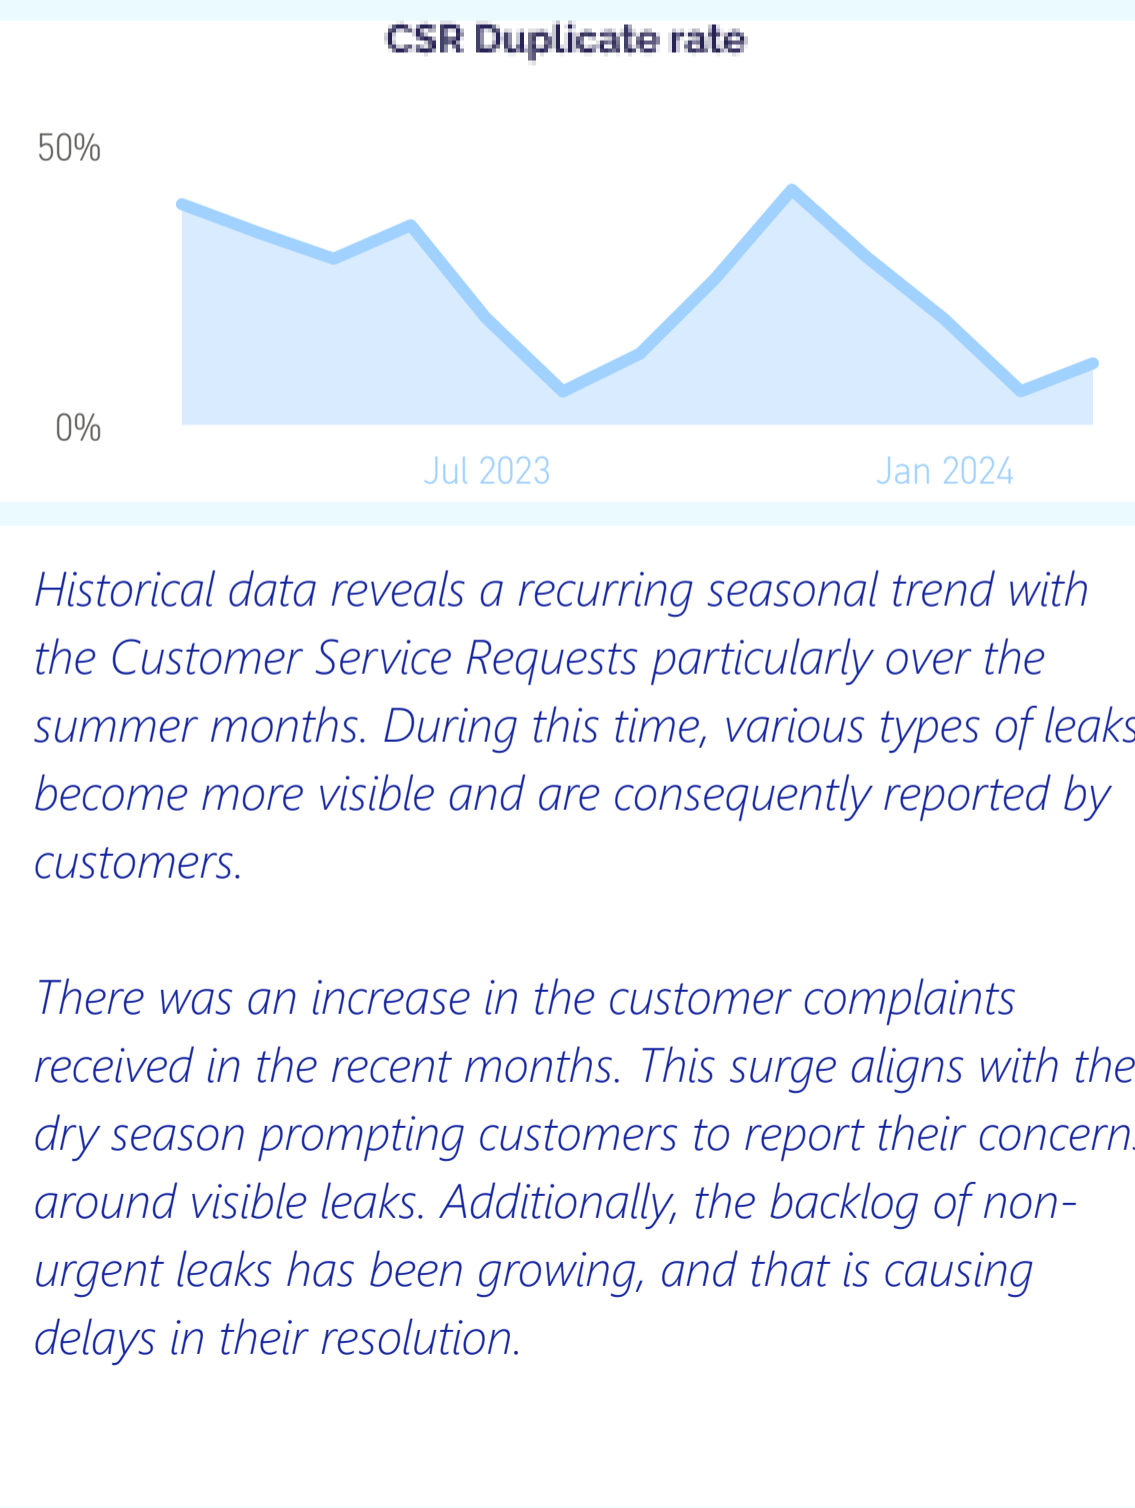 CSR Duplicate rate
50%
0%
Jul 2023
Jan 2024
Historical data reveals a recurring seasonal trend with
the Customer Service Requests particularly over the
summer months. During this time, various types of leaks
become more visible and are consequently reported by
customers.
There was an increase in the customer complaints
received in the recent months. This surge aligns with the
dry season prompting customers to report their concerns
around visible leaks. Additionally, the backlog of non-
urgent leaks has been growing, and that is causing
delays in their resolution.